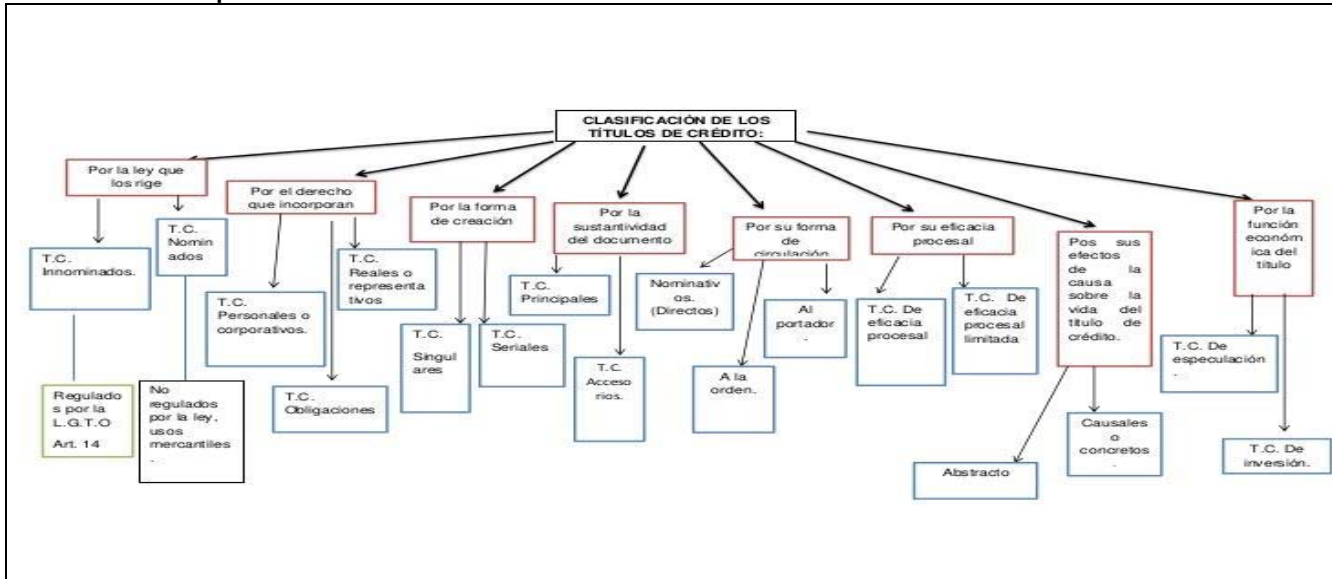 CLASIFICACIÓN DE LOS
TÍTULOS DE CRÉDITO:
Por la ley que
los rige
T.C.
Innominados.
Regulado
s por la
L.G.T.O
Art. 14
T.C.
Nomin
ados
No
regulados
por la ley,
usos
mercantiles
.
Por el derecho
que incorporan
T.C.
Personales o
corporativos.
T.C.
Obligaciones
T.C.
Reales o
representa
tivos
Por la forma
de creación
T.C.
Singul
ares
T.C.
Seriales
Por la
sustantividad
del documento
T.C.
Principales
T.C.
Acceso
rios.
Por su forma
de
circulación
Nominativ
os.
(Directos)
A la
orden.
Al
portador
.
Por su eficacia
procesal
T.C. De
eficacia
procesal
T.C. De
eficacia
procesal
limitada
Pos sus
efectos
de la
causa
sobre la
vida del
título de
crédito.
Abstracto
Causales
o
concretos
.
Por la
función
económ
ica del
título
T.C. De
especulación
.
T.C. De
inversión.